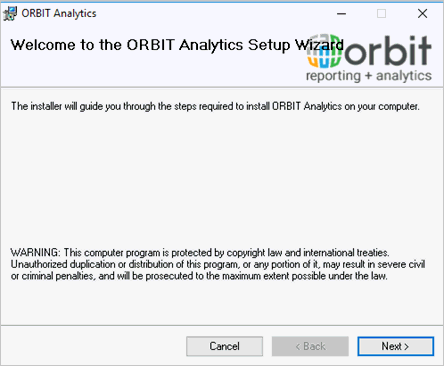 ORBIT Analytics
Welcome to the ORBIT Analytics Setup Wizard
orbit
reporting + analytics
The installer will guide you through the steps required to install ORBIT Analytics on your computer.
WARNING: This computer program is protected by copyright law and international treaties.
Unauthorized duplication or distribution of this program, or any portion of it, may result in severe civil
or criminal penalties, and will be prosecuted to the maximum extent possible under the law.
Cancel
< Back
Next >